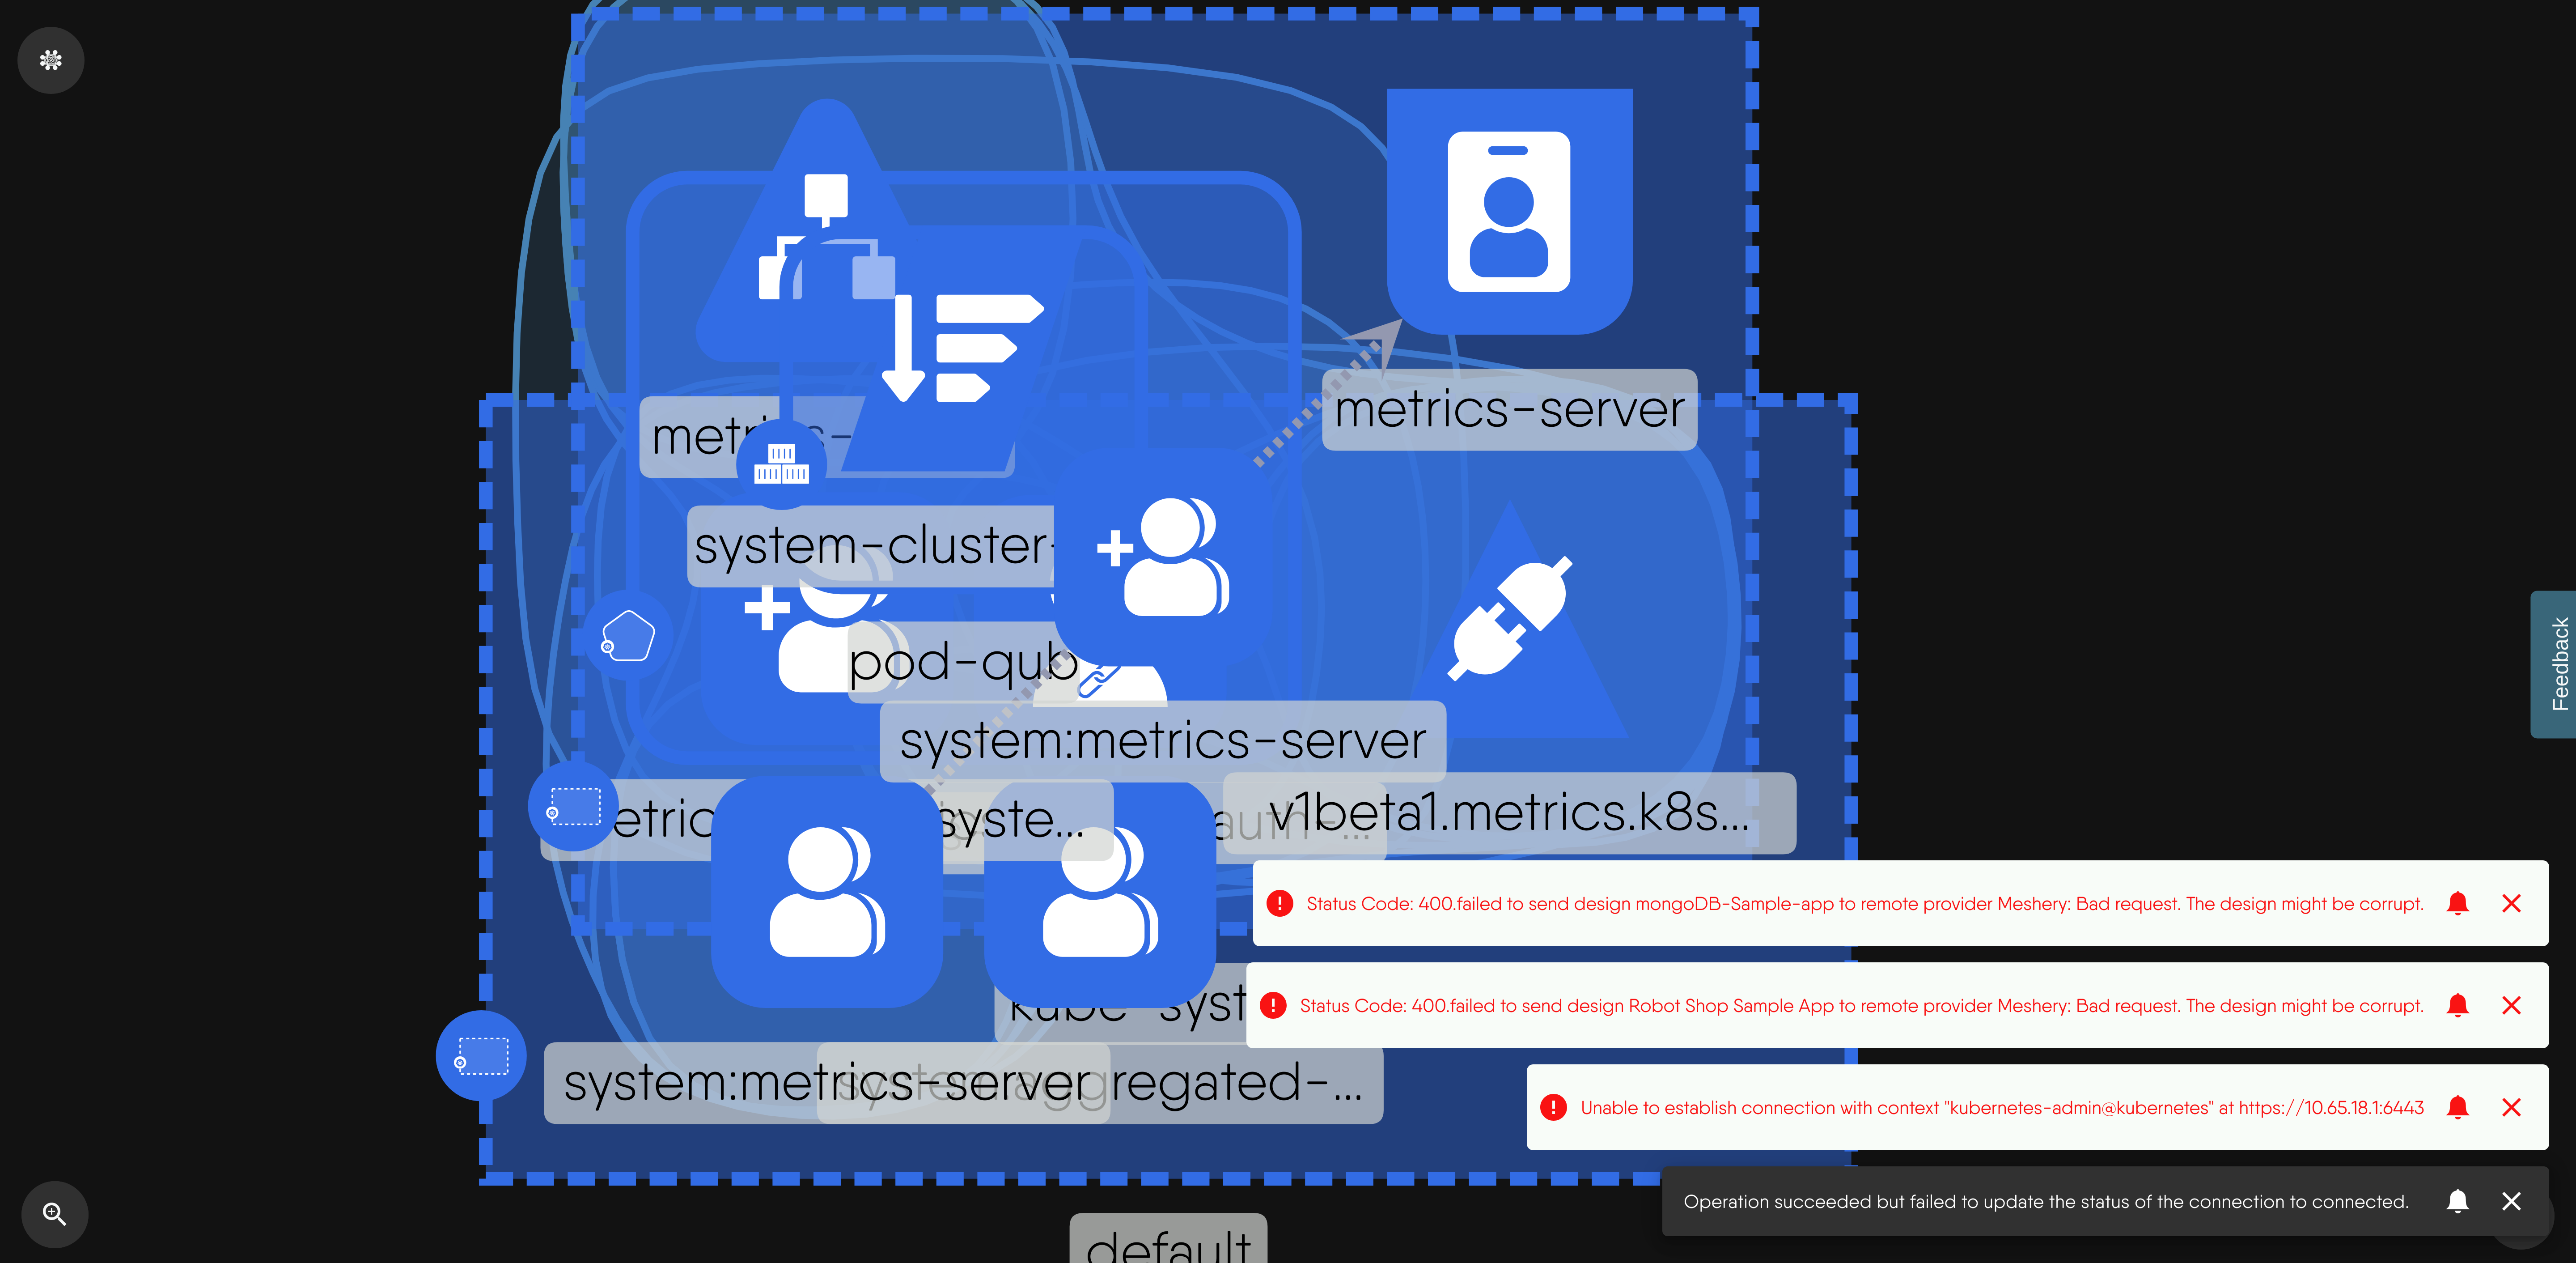 metrics-server
metr s-
system-cluster-
pod-qub
system:metrics-server
v1beta1.metrics.k8s...
etric syste... auth-...
Feedback
Status Code: 400.failed to send design mongoDB-Sample-app to remote provider Meshery: Bad request. The design might be corrupt.
kube-syst
Status Code: 400.failed to send design Robot Shop Sample App to remote provider Meshery: Bad request. The design might be corrupt.
system:metrics-server
system:aggregated-...
Unable to establish connection with context "kubernetes-admin@kubernetes" at https://10.65.18.1:6443
Operation succeeded but failed to update the status of the connection to connected.
default